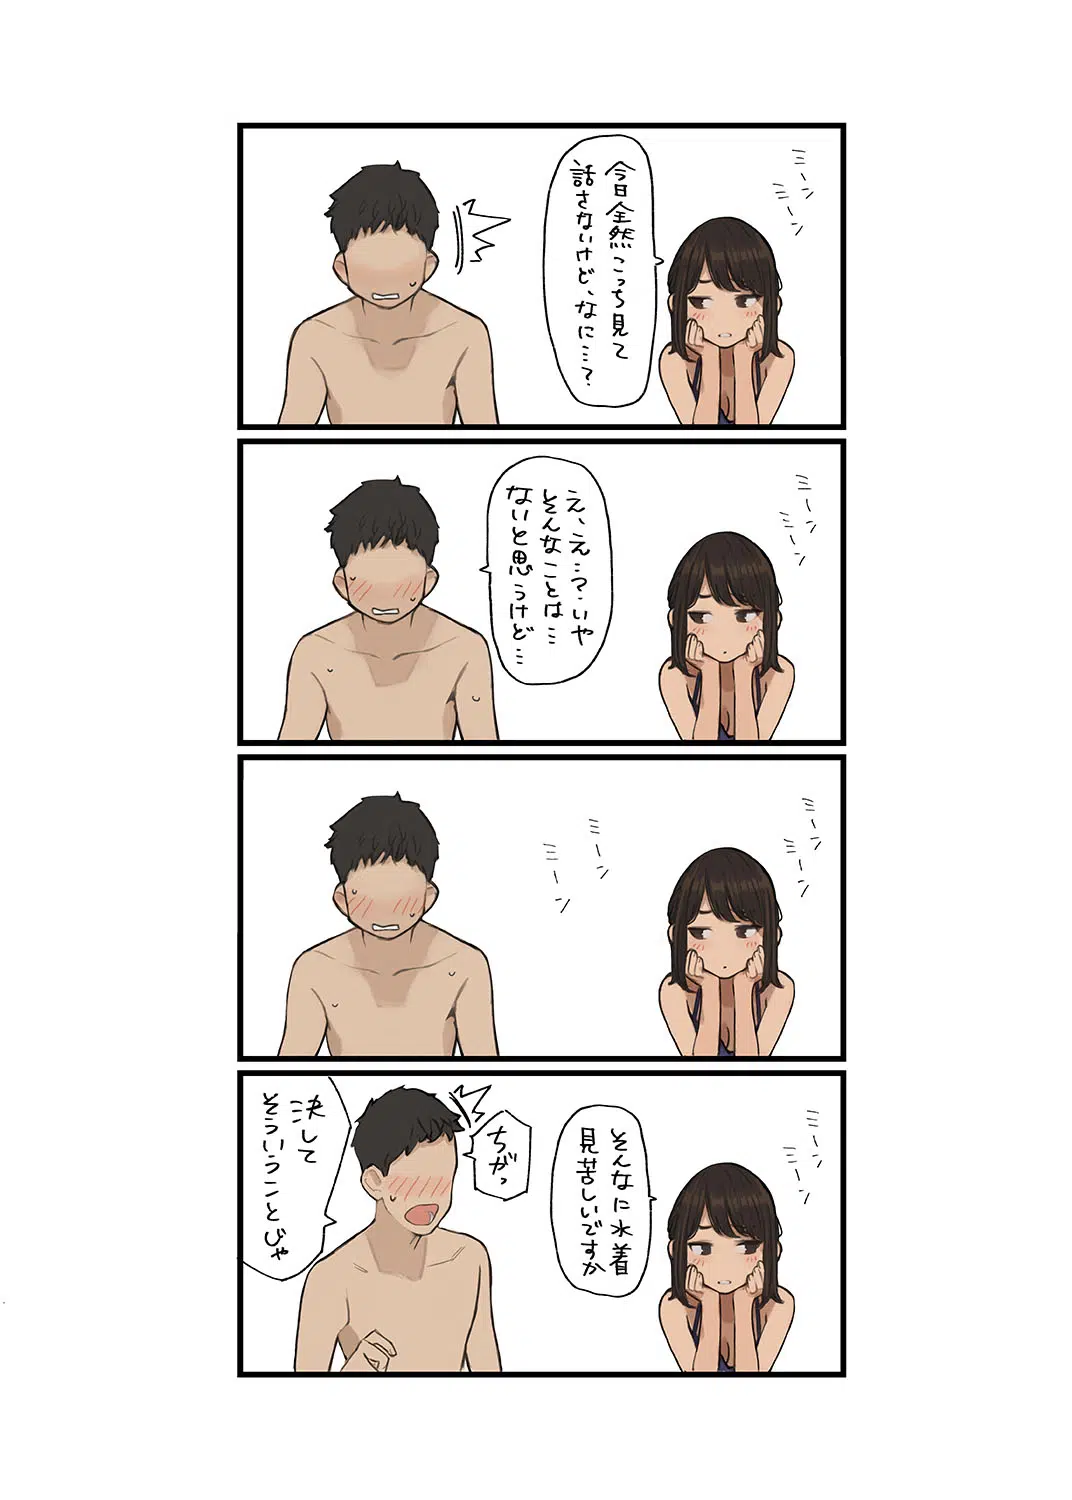 ミーン
ミーン
今日全然こっち見て
話さないけど、なに…?
ミーン
ミーン
え、え…?いや
そんなことは…
ないと思うけど…
ミーン
ミーン
ミーン
ミーン
ミーン
ミーン
そんなに水着
見苦しいですか
ちがっ
決して
そういうことじゃ